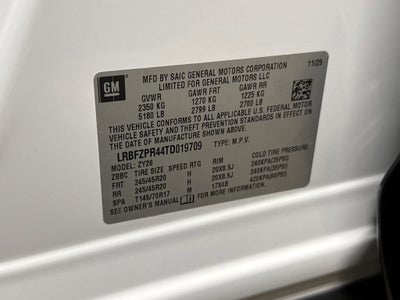 GM
MFD BY SAIC GENERAL MOTORS CORPORATION 11/25
LIMITED FOR GENERAL MOTORS LLC
GVWR GAWR FRT GAWR RR
2350 KG 1270 KG 1225 KG
5180 LB 2799 LB 2700 LB
THIS VEHICLE CONFORMS TO ALL APPLICABLE U.S. FEDERAL MOTOR
VEHICLE SAFETY AND THEFT PREVENTION STANDARDS IN EFFECT ON
THE DATE OF MANUFACTURE SHOWN ABOVE.
LRBFZPR44TD019709 TYPE: M.P.V.
MODEL: ZY26
ZBBC TIRE SIZE SPEED RTG RIM COLD TIRE PRESSURE
FRT 245/45R20 H 20X8.5J 240KPA(35PSI)
RR 245/45R20 H 20X8.5J 240KPA(35PSI)
SPA T145/70R17 M 17X4B 420KPA(60PSI)
SEE OWNER'S MANUAL FOR MORE INFORMATION.